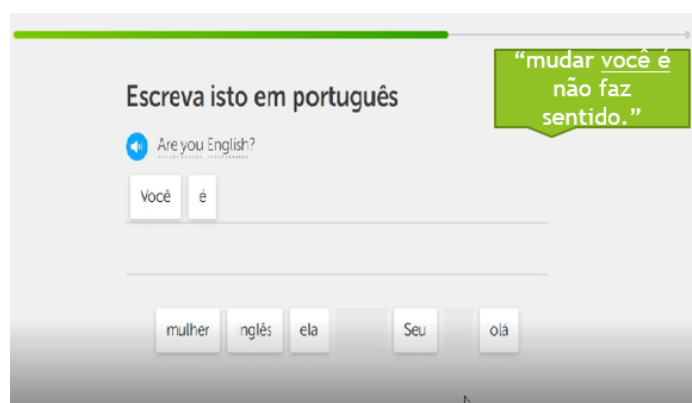 “mudar você é
não faz
sentido.”
Escreva isto em português
Are you English?
Você é
mulher nglês ela Seu olá